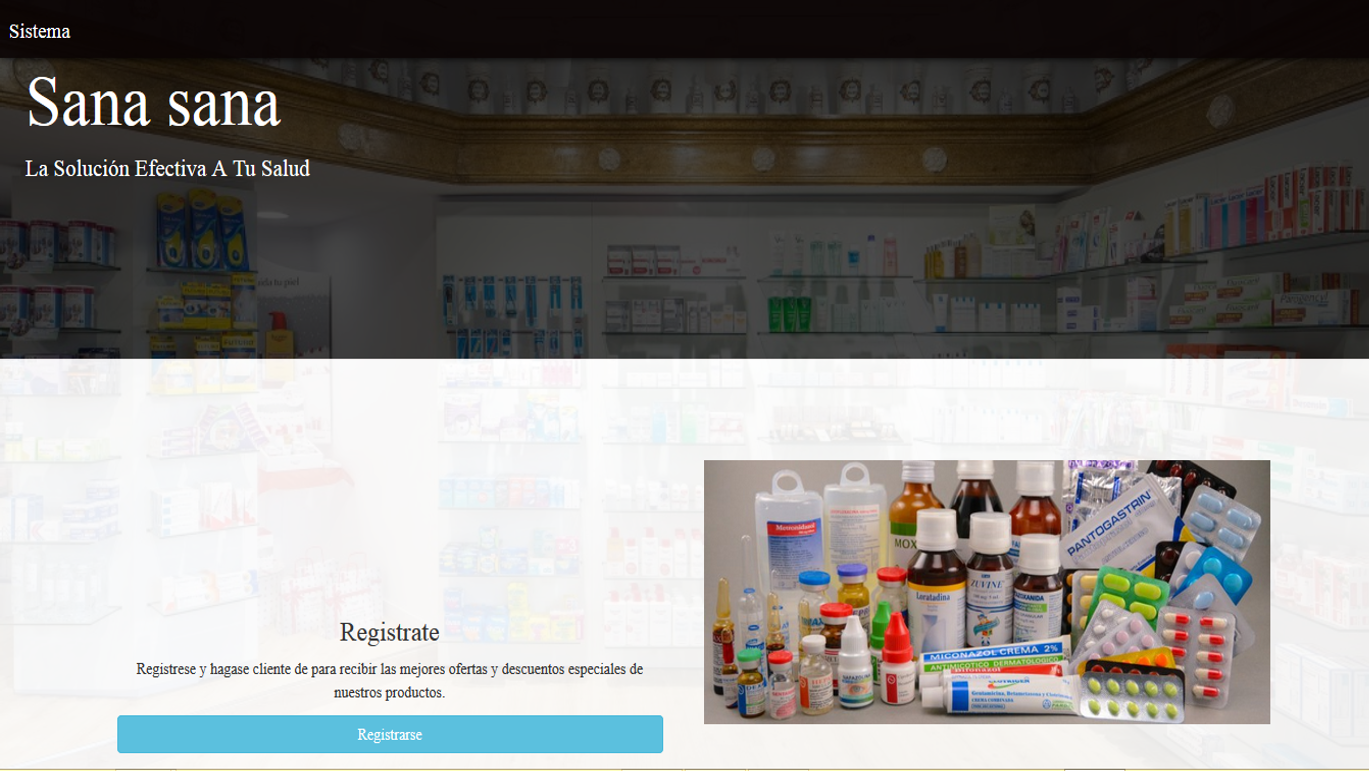 Sistema
Sana sana
La Solución Efectiva A Tu Salud
Registrate
Registrese y hagase cliente de para recibir las mejores ofertas y descuentos especiales de
nuestros productos.
Registrarse
PANTOGASTRIN
MOX
ZUVINE
Loratadina
MICONAZOL CREMA 2%
ANTIMICOTICO DERMATOLOGICO